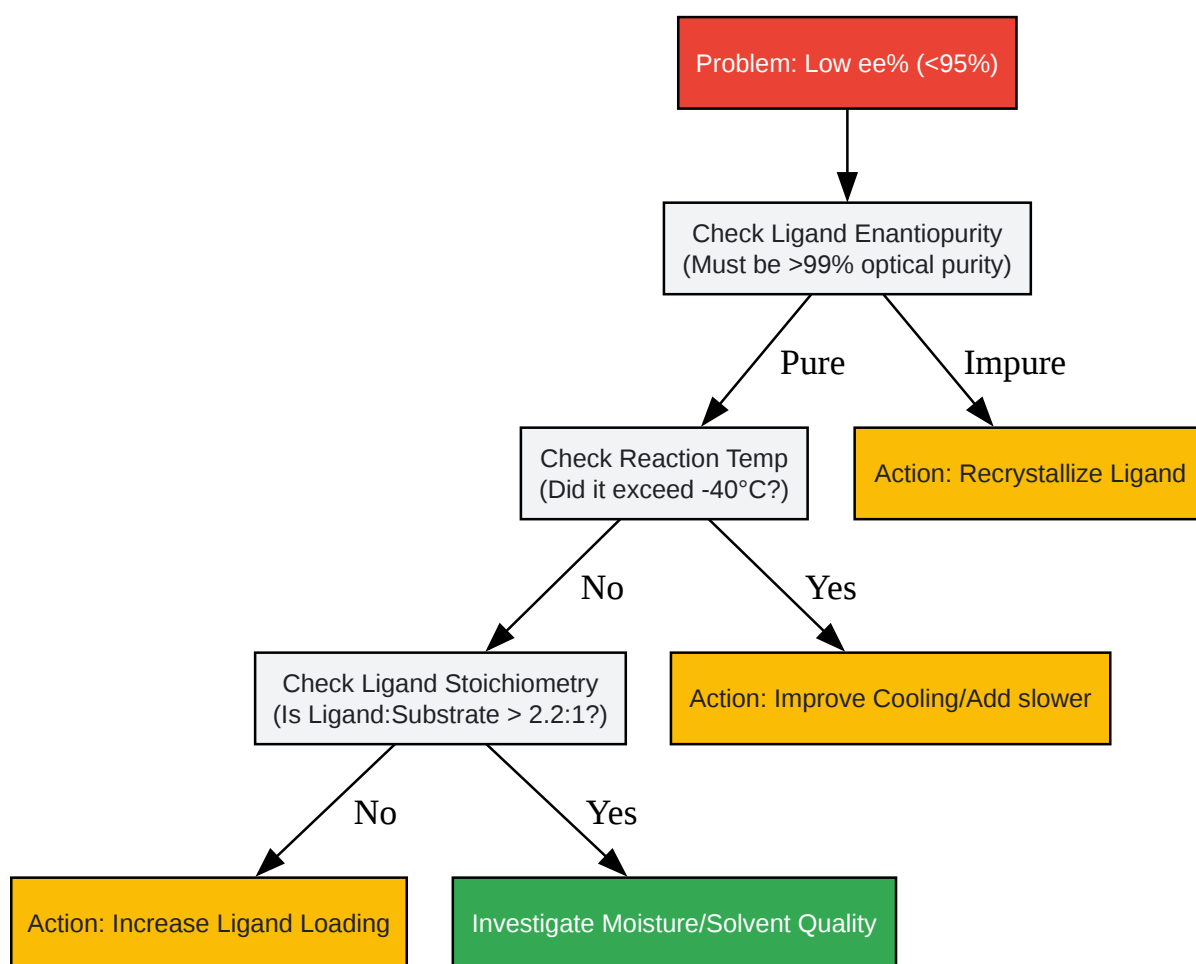 Problem: Low ee% (<95%)
Check Ligand Enantiopurity
(Must be >99% optical purity)
Pure
Impure
Check Reaction Temp
(Did it exceed -40°C?)
Action: Recrystallize Ligand
No
Yes
Check Ligand Stoichiometry
(Is Ligand:Substrate > 2.2:1?)
Action: Improve Cooling/Add slower
No
Yes
Action: Increase Ligand Loading
Investigate Moisture/Solvent Quality